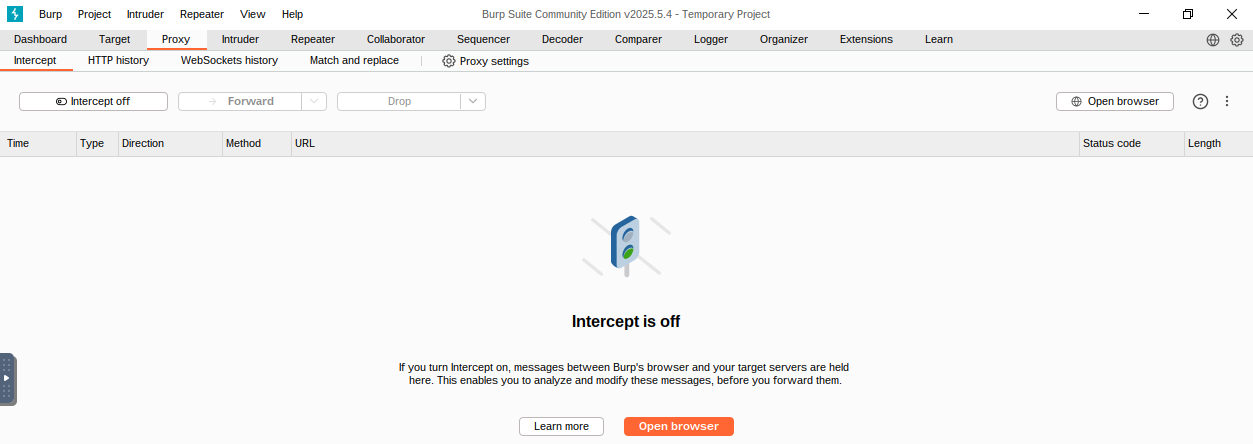 Burp Project Intruder Repeater View Help Burp Suite Community Edition v2025.5.4 - Temporary Project
Dashboard Target Proxy Intruder Repeater Collaborator Sequencer Decoder Comparer Logger Organizer Extensions Learn
Intercept HTTP history WebSockets history Match and replace Proxy settings
Intercept off Forward Drop Open browser
Time Type Direction Method URL Status code Length
Intercept is off
If you turn Intercept on, messages between Burp's browser and your target servers are held
here. This enables you to analyze and modify these messages, before you forward them.
Learn more Open browser